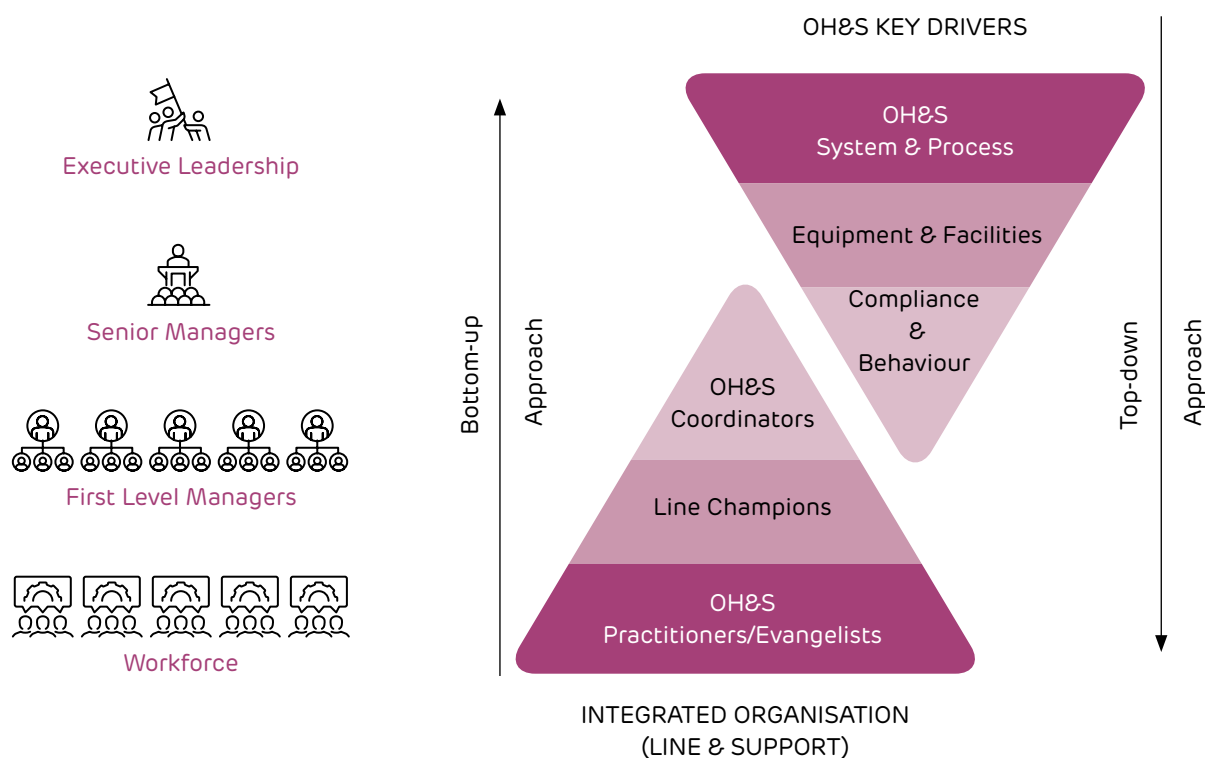 OH&S KEY DRIVERS
Executive Leadership
Senior Managers
First Level Managers
Workforce
Bottom-up
Approach
OH&S
System & Process
Equipment & Facilities
Compliance
&
Behaviour
OH&S
Coordinators
Line Champions
OH&S
Practitioners/Evangelists
Top-down
Approach
INTEGRATED ORGANISATION
(LINE & SUPPORT)